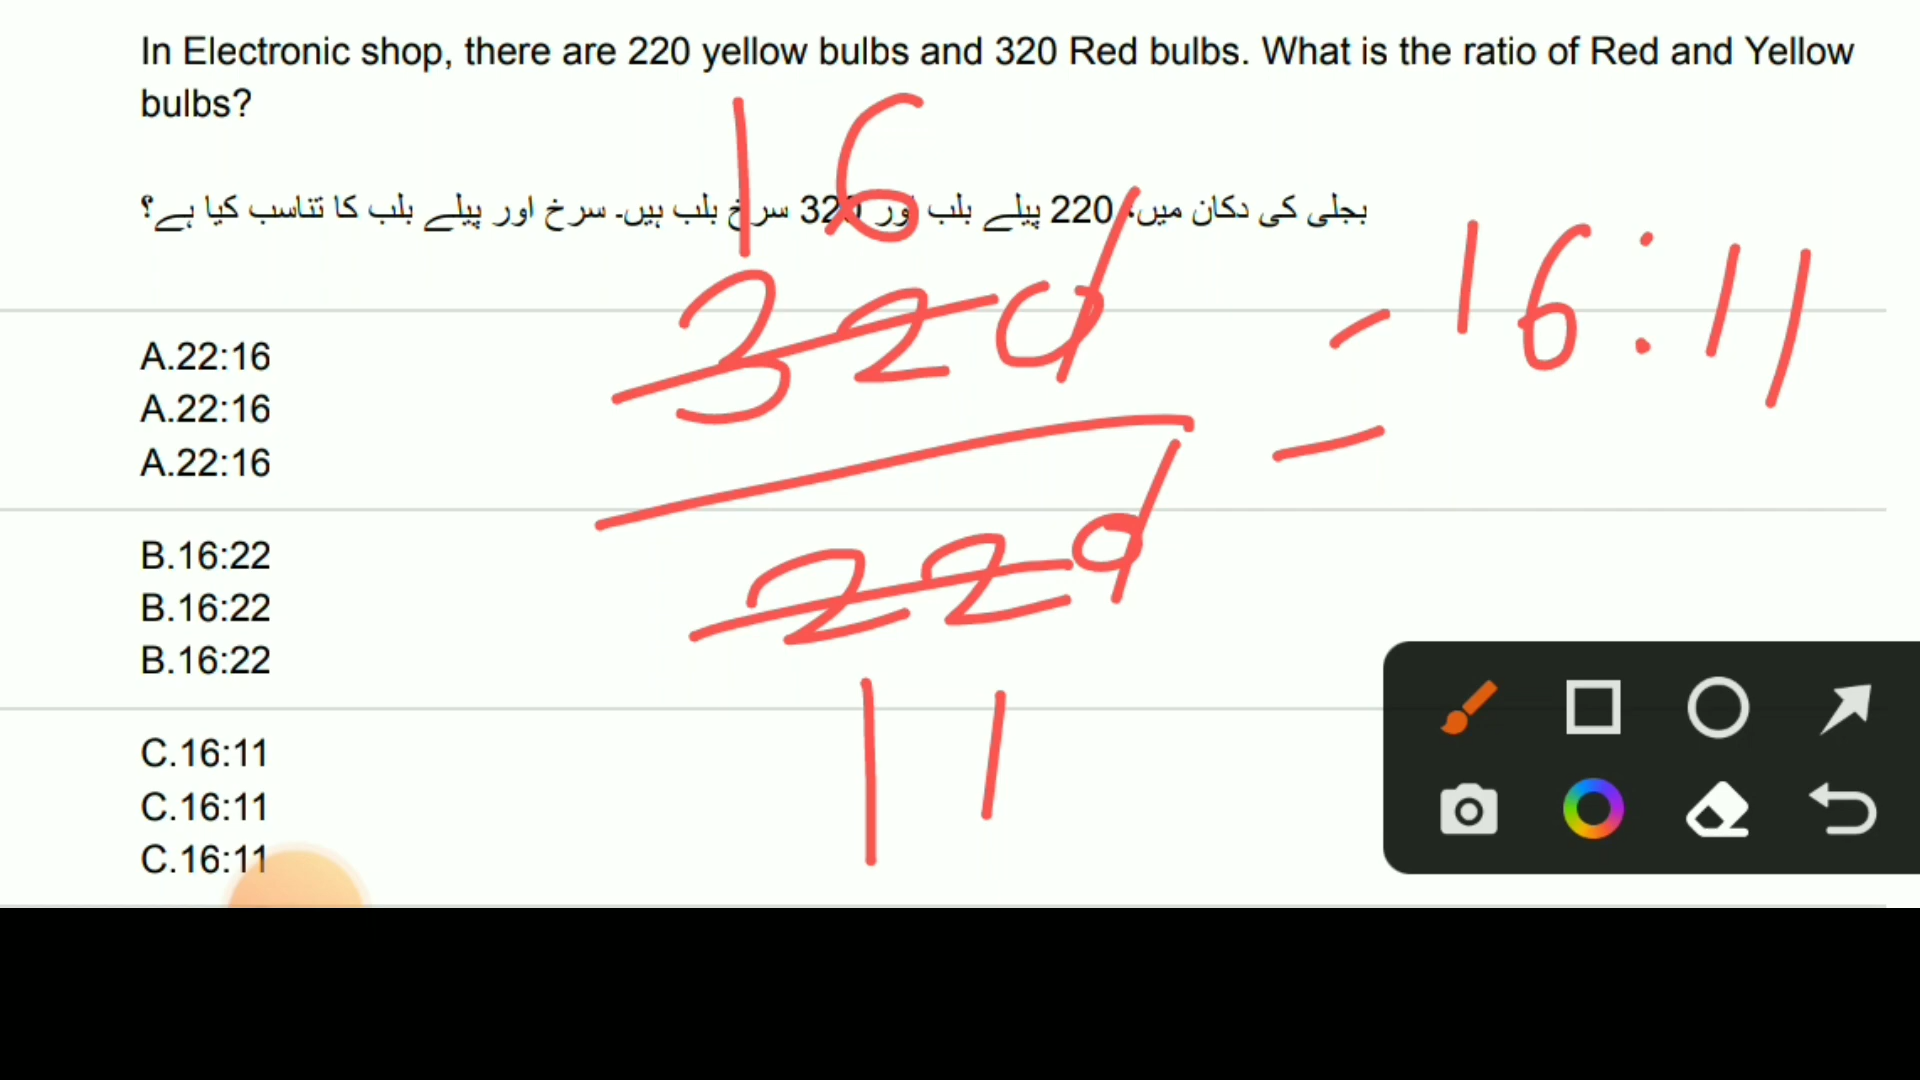 In Electronic shop, there are 220 yellow bulbs and 320 Red bulbs. What is the ratio of Red and Yellow
bulbs?
بجلی کی دکان میں، 220 پیلے بلب اور 320 سرخ بلب ہیں۔ سرخ اور پیلے بلب کا تناسب کیا ہے؟
16
320
220
11
= 16:11
A.22:16
A.22:16
A.22:16
B.16:22
B.16:22
B.16:22
C.16:11
C.16:11
C.16:11